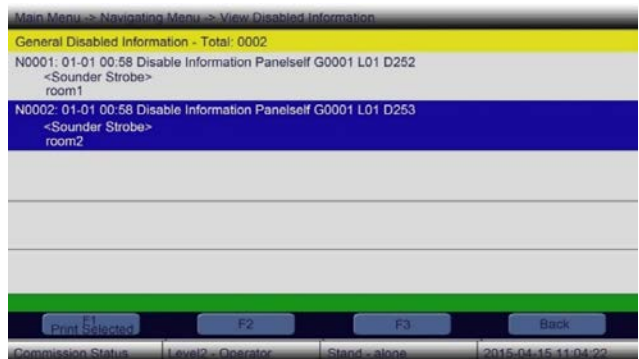 Main Menu -> Navigating Menu -> View Disabled Information
General Disabled Information - Total: 0002
N0001: 01-01 00:58 Disable Information Panelself G0001 L01 D252
<Sounder Strobe>
room1
N0002: 01-01 00:58 Disable Information Panelself G0001 L01 D253
<Sounder Strobe>
room2
F1
Print Selected
F2
F3
Back
Commission Status
Level2 - Operator
Stand - alone
2015-04-15 11:04:22